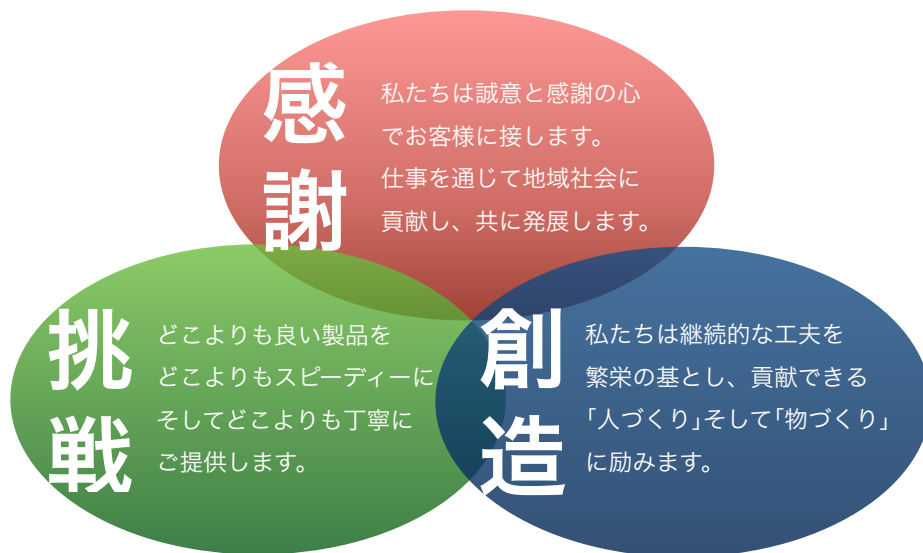 感謝
私たちは誠意と感謝の心
でお客様に接します。
仕事を通じて地域社会に
貢献し、共に発展します。
挑戦
どこよりも良い製品を
どこよりもスピーディーに
そしてどこよりも丁寧に
ご提供します。
創造
私たちは継続的な工夫を
繁栄の基とし、貢献できる
「人づくり」そして「物づくり」
に励みます。